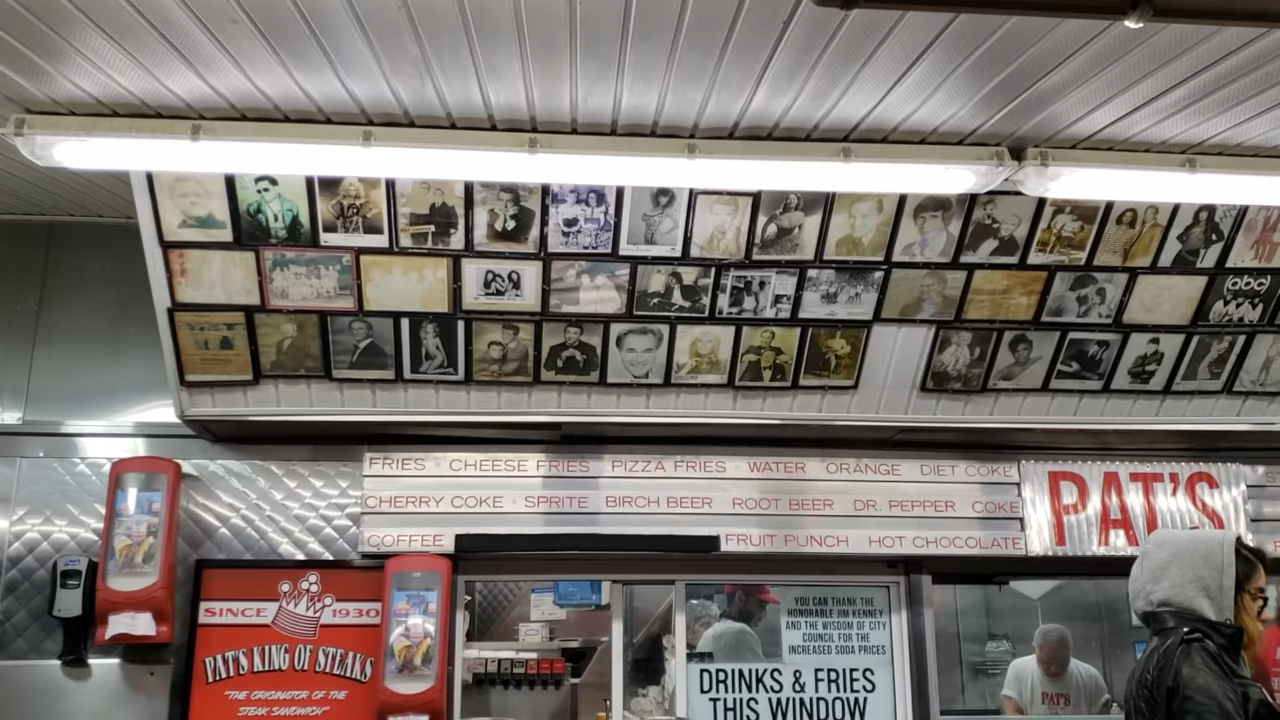 (abc)
FRIES CHEESE FRIES PIZZA FRIES WATER ORANGE DIET COKE
CHERRY COKE SPRITE BIRCH BEER ROOT BEER DR. PEPPER COKE
COFFEE FRUIT PUNCH HOT CHOCOLATE
PAT'S
SINCE 1930
PAT'S KING OF STEAKS
"THE ORIGINATOR OF THE
STEAK SANDWICH"
YOU CAN THANK THE
HONORABLE JIM KENNEY
AND THE WISDOM OF CITY
COUNCIL FOR THE
INCREASED SODA PRICES
DRINKS & FRIES
THIS WINDOW
PAT'S